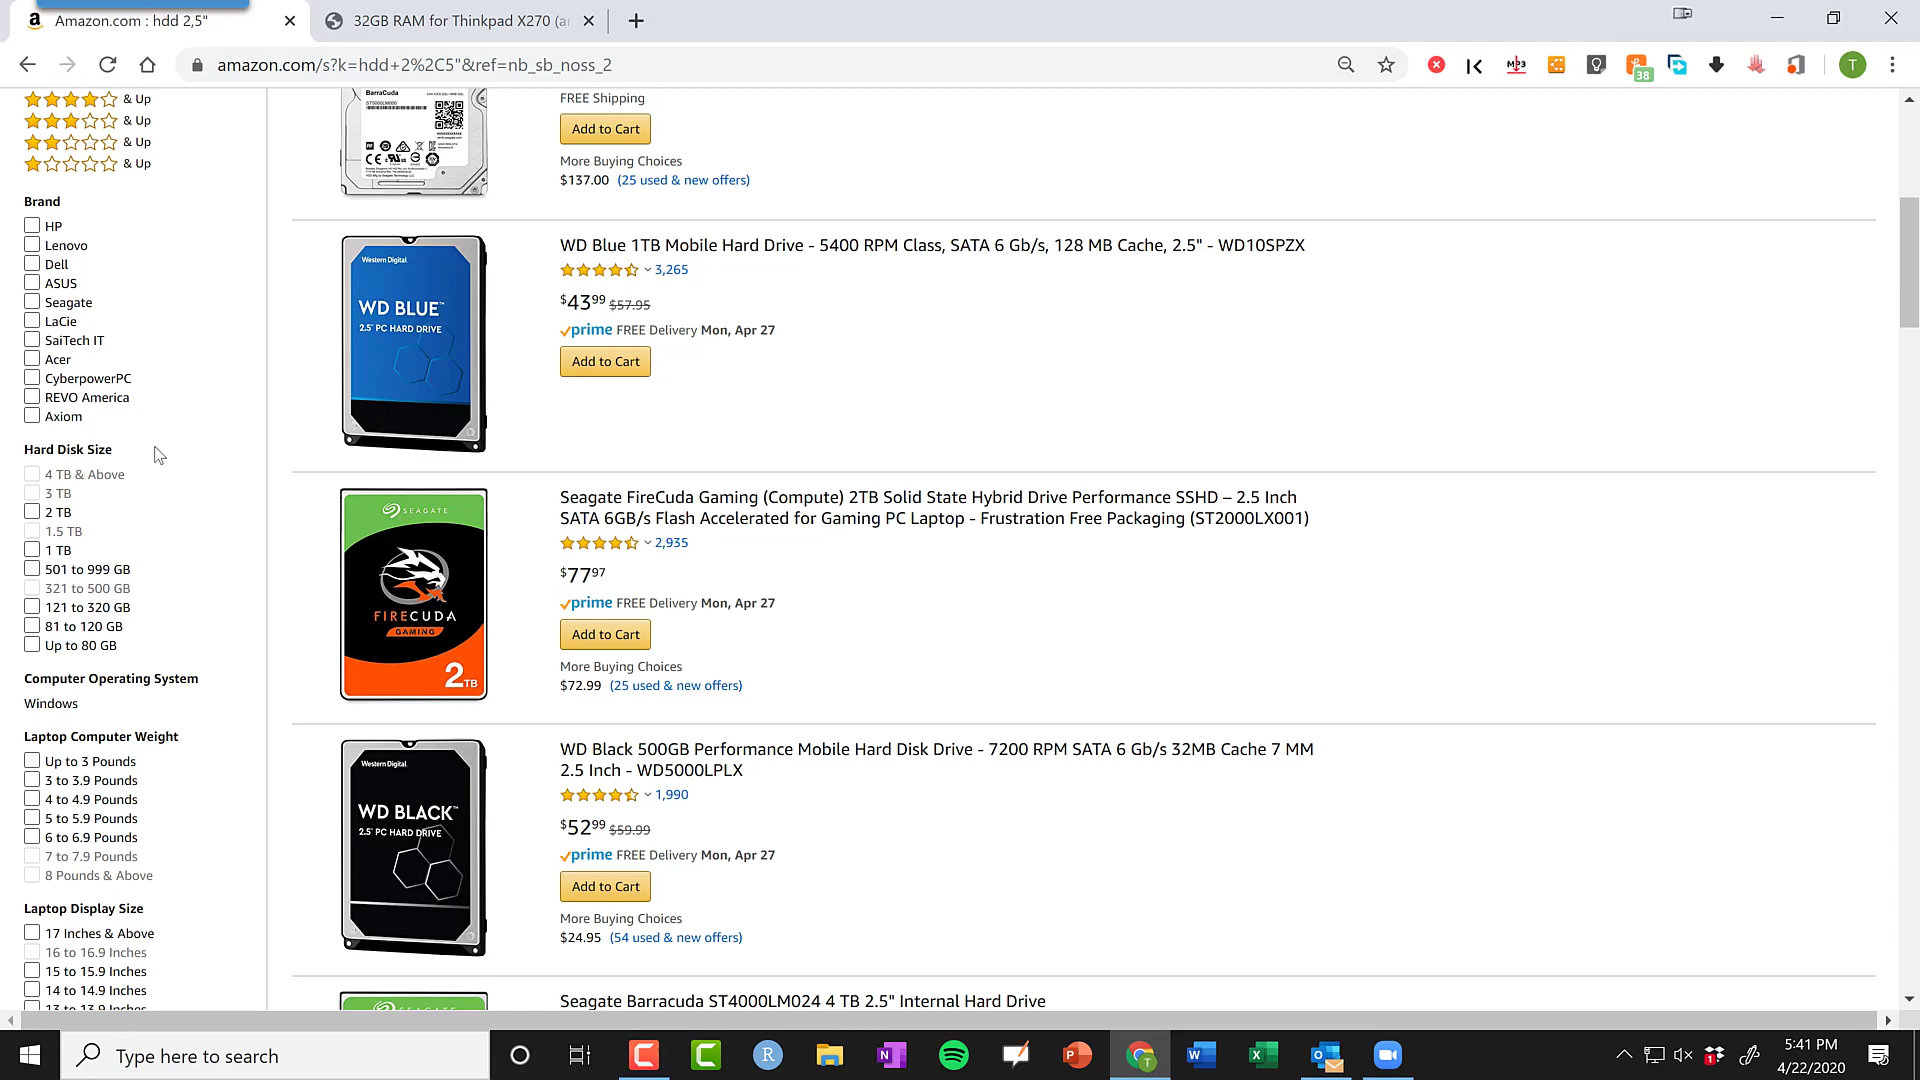 Amazon.com : hdd 2,5"
32GB RAM for Thinkpad X270 (ar
amazon.com/s?k=hdd+2%2C5"&ref=nb_sb_noss_2
MP3
38
T
& Up
& Up
& Up
& Up
Brand
HP
Lenovo
Dell
ASUS
Seagate
LaCie
SaiTech IT
Acer
CyberpowerPC
REVO America
Axiom
Hard Disk Size
4 TB & Above
3 TB
2 TB
1.5 TB
1 TB
501 to 999 GB
321 to 500 GB
121 to 320 GB
81 to 120 GB
Up to 80 GB
Computer Operating System
Windows
Laptop Computer Weight
Up to 3 Pounds
3 to 3.9 Pounds
4 to 4.9 Pounds
5 to 5.9 Pounds
6 to 6.9 Pounds
7 to 7.9 Pounds
8 Pounds & Above
Laptop Display Size
17 Inches & Above
16 to 16.9 Inches
15 to 15.9 Inches
14 to 14.9 Inches
13 to 13.9 Inches
BarraCuda
FREE Shipping
Add to Cart
More Buying Choices
$137.00 (25 used & new offers)
Western Digital
WD BLUE™
2.5" PC HARD DRIVE
WD Blue 1TB Mobile Hard Drive - 5400 RPM Class, SATA 6 Gb/s, 128 MB Cache, 2.5" - WD10SPZX
3,265
$43 99 $57.95
prime FREE Delivery Mon, Apr 27
Add to Cart
SEAGATE
FIRECUDA
GAMING
2TB
Seagate FireCuda Gaming (Compute) 2TB Solid State Hybrid Drive Performance SSHD – 2.5 Inch
SATA 6GB/s Flash Accelerated for Gaming PC Laptop - Frustration Free Packaging (ST2000LX001)
2,935
$77 97
prime FREE Delivery Mon, Apr 27
Add to Cart
More Buying Choices
$72.99 (25 used & new offers)
Western Digital
WD BLACK™
2.5" PC HARD DRIVE
WD Black 500GB Performance Mobile Hard Disk Drive - 7200 RPM SATA 6 Gb/s 32MB Cache 7 MM
2.5 Inch - WD5000LPLX
1,990
$52 99 $59.99
prime FREE Delivery Mon, Apr 27
Add to Cart
More Buying Choices
$24.95 (54 used & new offers)
SEAGATE
Seagate Barracuda ST4000LM024 4 TB 2.5" Internal Hard Drive
Type here to search
5:41 PM
4/22/2020